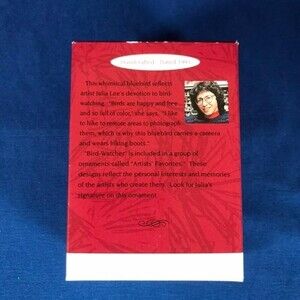 Handcrafted, Dated 1993
This whimsical bluebird reflects
artist Julia Lee's devotion to bird-
watching. "Birds are happy and free
and so full of color," she says. "I like
to hike to remote areas to photograph
them, which is why this bluebird carries a camera
and wears hiking boots."
"Bird-Watcher" is included in a group of
ornaments called "Artists' Favorites." These
designs reflect the personal interests and memories
of the artists who create them. (Look for Julia's
signature on this ornament.)